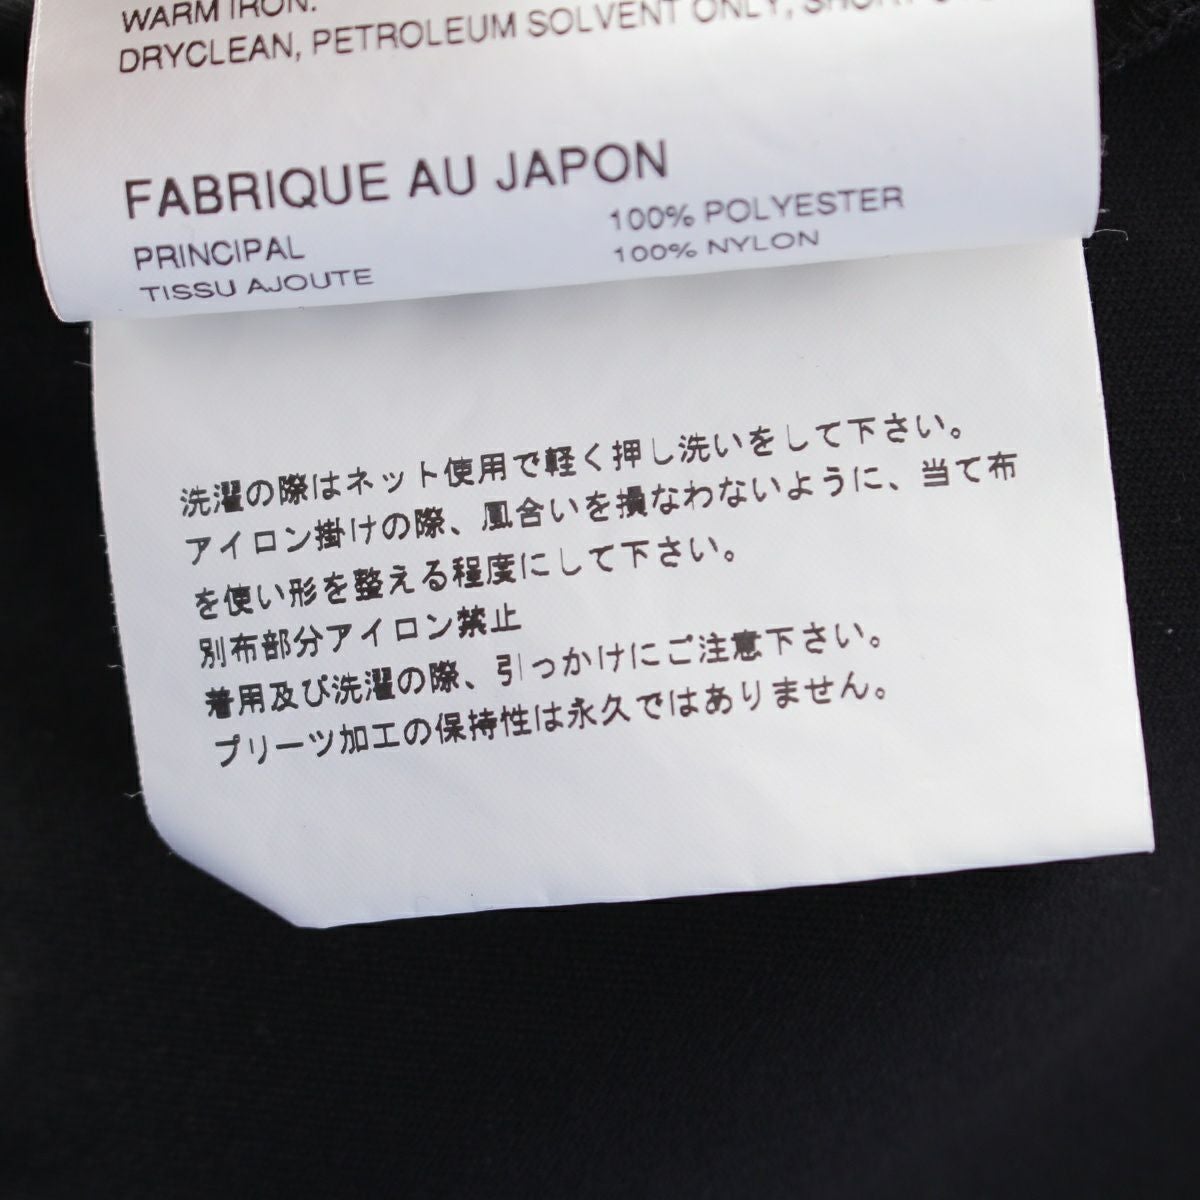 WARM IRON.
DRYCLEAN, PETROLEUM SOLVENT ONLY,
FABRIQUE AU JAPON
PRINCIPAL 100% POLYESTER
TISSU AJOUTE 100% NYLON
洗濯の際はネット使用で軽く押し洗いをして下さい。
アイロン掛けの際、風合いを損なわないように、当て布
を使い形を整える程度にして下さい。
別布部分アイロン禁止
着用及び洗濯の際、引っかけにご注意下さい。
プリーツ加工の保持性は永久ではありません。